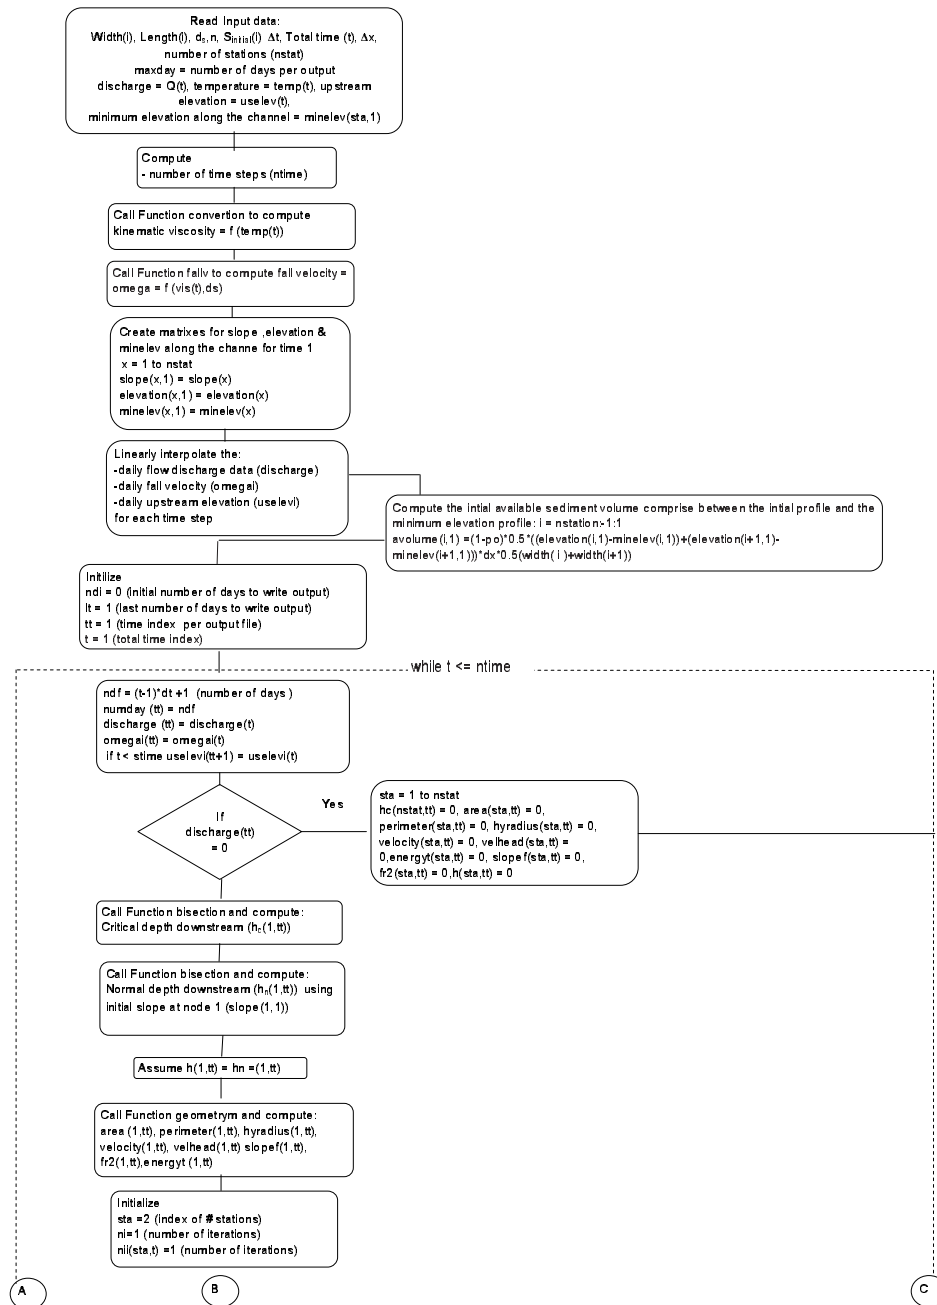 Read Input data:
Width(i), Length(i), ds,n, Sinitial(i) Δt, Total time (t), Δx,
number of stations (nstat)
maxday = number of days per output
discharge = Q(t), temperature = temp(t), upstream
elevation = uselev(t),
minimum elevation along the channel = minelev(sta,1)
Compute
- number of time steps (ntime)
Call Function convertion to compute
kinematic viscosity = f (temp(t))
Call Function fallv to compute fall velocity =
omega = f (vis(t),ds)
Create matrixes for slope ,elevation &
minelev along the channe for time 1
x = 1 to nstat
slope(x,1) = slope(x)
elevation(x,1) = elevation(x)
minelev(x,1) = minelev(x)
Linearly interpolate the:
-daily flow discharge data (discharge)
-daily fall velocity (omegai)
-daily upstream elevation (uselevi)
for each time step
Compute the intial available sediment volume comprise between the intial profile and the
minimum elevation profile: i = nstation:-1:1
avolume(i,1) =(1-po)*0.5*((elevation(i,1)-minelev(i,1))+(elevation(i+1,1)-
minelev(i+1,1)))*dx*0.5(width( i )+width(i+1))
Initilize
ndi = 0 (initial number of days to write output)
lt = 1 (last number of days to write output)
tt = 1 (time index per output file)
t = 1 (total time index)
while t <= ntime
ndf = (t-1)*dt +1 (number of days )
numday (tt) = ndf
discharge (tt) = discharge(t)
omegai(tt) = omegai(t)
if t < stime uselevi(tt+1) = uselevi(t)
If
discharge(tt)
= 0
Yes
sta = 1 to nstat
hc(nstat,tt) = 0, area(sta,tt) = 0,
perimeter(sta,tt) = 0, hyradius(sta,tt) = 0,
velocity(sta,tt) = 0, velhead(sta,tt) =
0,energyt(sta,tt) = 0, slopef(sta,tt) = 0,
fr2(sta,tt) = 0,h(sta,tt) = 0
Call Function bisection and compute:
Critical depth downstream (hc(1,tt))
Call Function bisection and compute:
Normal depth downstream (hn(1,tt)) using
initial slope at node 1 (slope(1,1))
Assume h(1,tt) = hn =(1,tt)
Call Function geometrym and compute:
area (1,tt), perimeter(1,tt), hyradius(1,tt),
velocity(1,tt), velhead(1,tt) slopef(1,tt),
fr2(1,tt),energyt (1,tt)
Initialize
sta =2 (index of # stations)
ni=1 (number of iterations)
nii(sta,t) =1 (number of iterations)
A
B
C